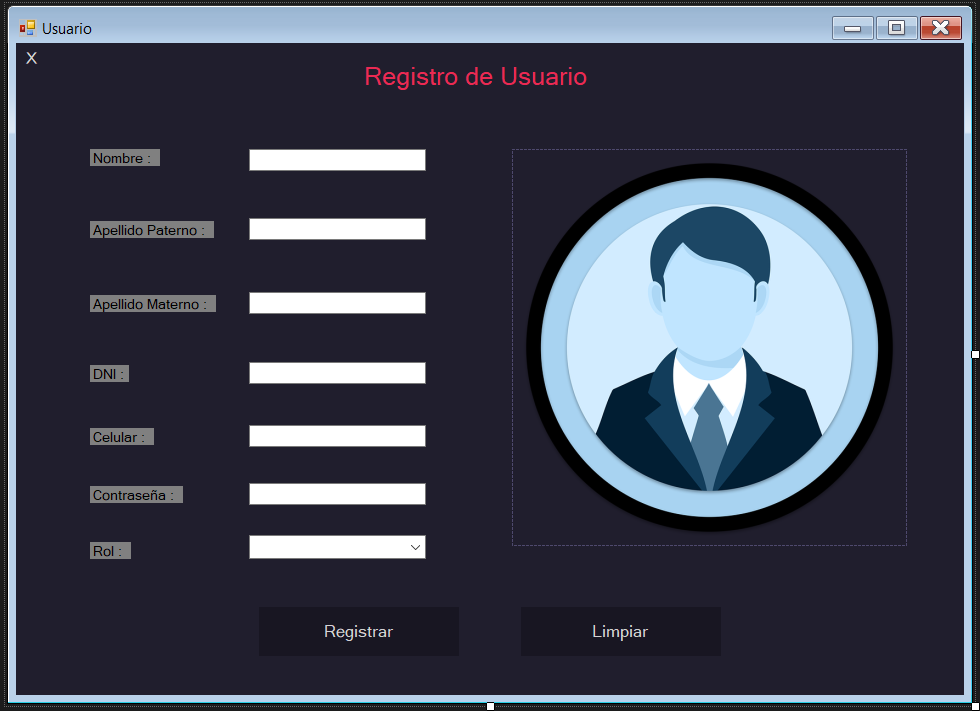 Usuario
X
Registro de Usuario
Nombre :
Apellido Paterno :
Apellido Materno :
DNI :
Celular :
Contraseña :
Rol :
Registrar
Limpiar